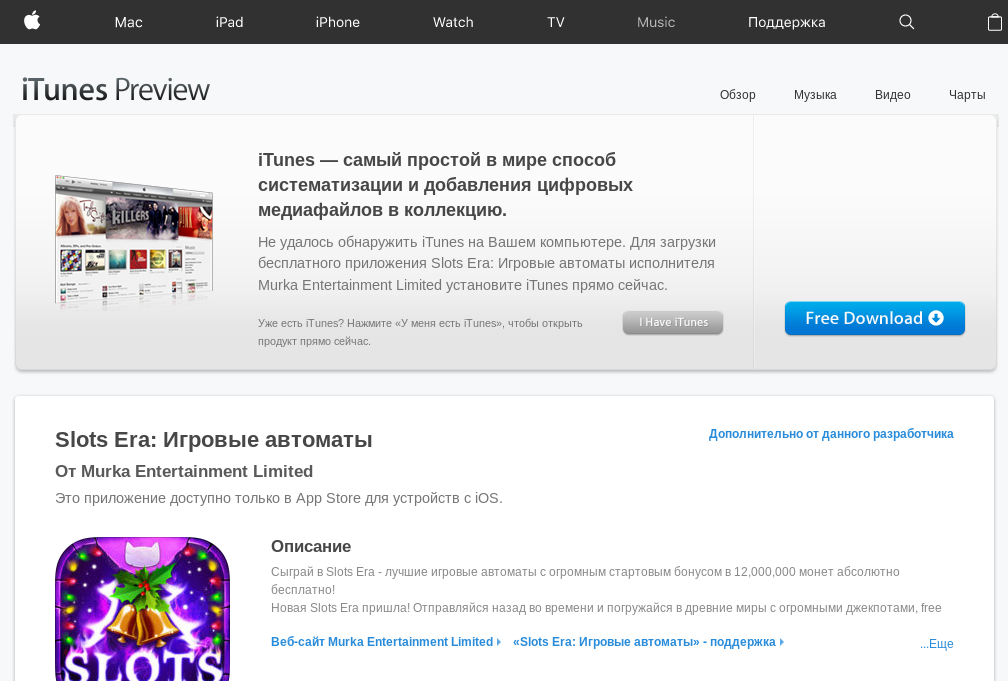 Mac iPad iPhone Watch TV Music Поддержка
iTunes Preview
Обзор Музыка Видео Чарты
iTunes — самый простой в мире способ
систематизации и добавления цифровых
медиафайлов в коллекцию.
Не удалось обнаружить iTunes на Вашем компьютере. Для загрузки
бесплатного приложения Slots Era: Игровые автоматы исполнителя
Murka Entertainment Limited установите iTunes прямо сейчас.
Уже есть iTunes? Нажмите «У меня есть iTunes», чтобы открыть
продукт прямо сейчас.
I Have iTunes
Free Download
Slots Era: Игровые автоматы
Дополнительно от данного разработчика
От Murka Entertainment Limited
Это приложение доступно только в App Store для устройств с iOS.
SLOTS
Описание
Сыграй в Slots Era - лучшие игровые автоматы с огромным стартовым бонусом в 12,000,000 монет абсолютно
бесплатно!
Новая Slots Era пришла! Отправляйся назад во времени и погружайся в древние миры с огромными джекпотами, free
Веб-сайт Murka Entertainment Limited «Slots Era: Игровые автоматы» - поддержка
...Еще
KILLERS